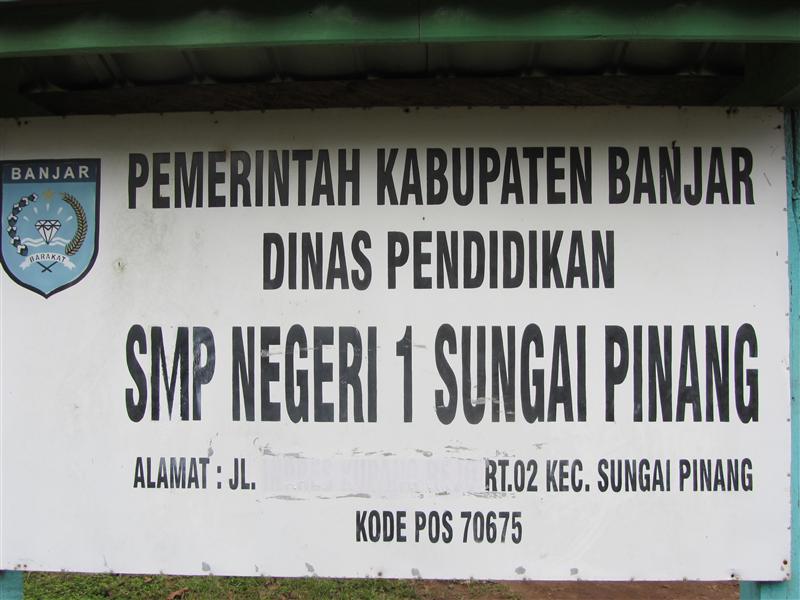 BANJAR
BARAKAT
PEMERINTAH KABUPATEN BANJAR
DINAS PENDIDIKAN
SMP NEGERI 1 SUNGAI PINANG
ALAMAT : JL. RT.02 KEC. SUNGAI PINANG
KODE POS 70675